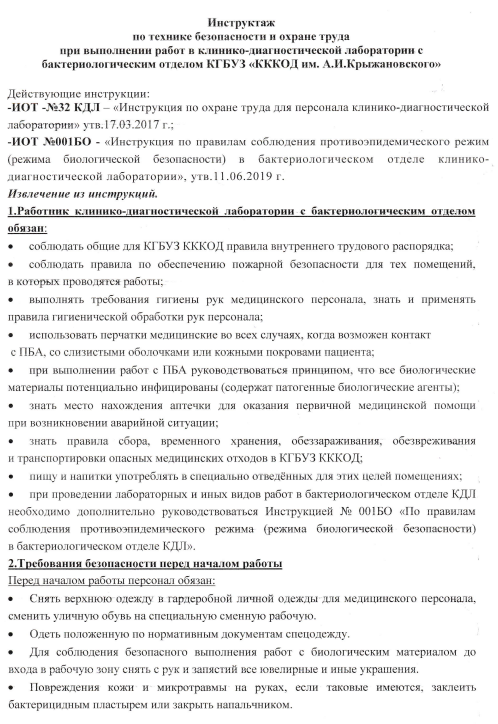 Инструктаж
по технике безопасности и охране труда
при выполнении работ в клинико-диагностической лаборатории с
бактериологическим отделом КГБУЗ «КККОД им. А.И.Крыжановского»
Действующие инструкции:
-ИОТ -№32 КДЛ – «Инструкция по охране труда для персонала клинико-диагностической
лаборатории» утв.17.03.2017 г.;
-ИОТ №001БО - «Инструкция по правилам соблюдения противоэпидемического режим
(режима биологической безопасности) в бактериологическом отделе клинико-
диагностической лаборатории», утв.11.06.2019 г.
Извлечение из инструкций.
1.Работник клинико-диагностической лаборатории с бактериологическим отделом
обязан:
• соблюдать общие для КГБУЗ КККОД правила внутреннего трудового распорядка;
• соблюдать правила по обеспечению пожарной безопасности для тех помещений,
в которых проводятся работы;
• выполнять требования гигиены рук медицинского персонала, знать и применять
правила гигиенической обработки рук персонала;
• использовать перчатки медицинские во всех случаях, когда возможен контакт
с ПБА, со слизистыми оболочками или кожными покровами пациента;
• при выполнении работ с ПБА руководствоваться принципом, что все биологические
материалы потенциально инфицированы (содержат патогенные биологические агенты);
• знать место нахождения аптечки для оказания первичной медицинской помощи
при возникновении аварийной ситуации;
• знать правила сбора, временного хранения, обеззараживания, обезвреживания
и транспортировки опасных медицинских отходов в КГБУЗ КККОД;
• пищу и напитки употреблять в специально отведённых для этих целей помещениях;
• при проведении лабораторных и иных видов работ в бактериологическом отделе КДЛ
необходимо дополнительно руководствоваться Инструкцией № 001БО «По правилам
соблюдения противоэпидемического режима (режима биологической безопасности)
в бактериологическом отделе КДЛ».
2.Требования безопасности перед началом работы
Перед началом работы персонал обязан:
• Снять верхнюю одежду в гардеробной личной одежды для медицинского персонала,
сменить уличную обувь на специальную сменную рабочую.
• Одеть положенную по нормативным документам спецодежду.
• Для соблюдения безопасного выполнения работ с биологическим материалом до
входа в рабочую зону снять с рук и запястий все ювелирные и иные украшения.
• Повреждения кожи и микротравмы на руках, если таковые имеются, заклеить
бактерицидным пластырем или закрыть напальчником.